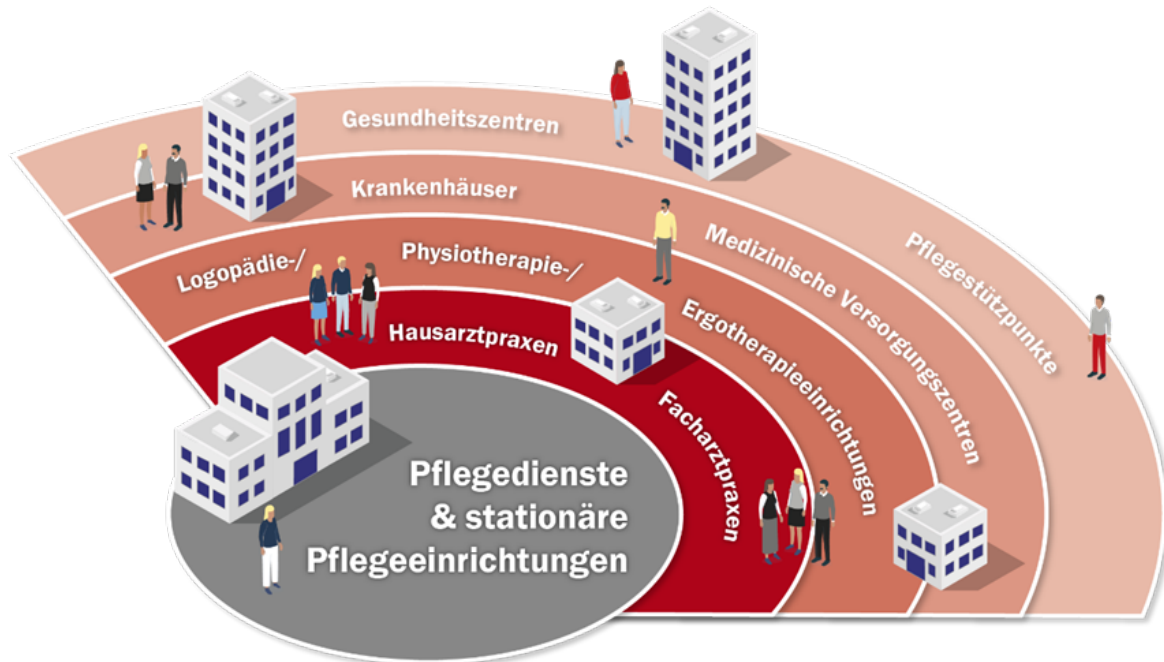 Gesundheitszentren
Pflegestützpunkte
Krankenhäuser
Medizinische Versorgungszentren
Logopädie-/
Physiotherapie-/
Ergotherapieeinrichtungen
Hausarztpraxen
Facharztpraxen
Pflegedienste
& stationäre
Pflegeeinrichtungen